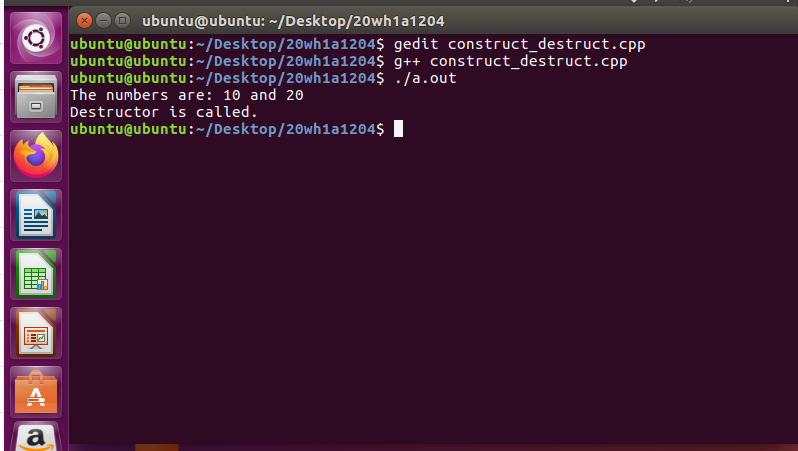 ubuntu@ubuntu: ~/Desktop/20wh1a1204
ubuntu@ubuntu:~/Desktop/20wh1a1204$ gedit construct_destruct.cpp
ubuntu@ubuntu:~/Desktop/20wh1a1204$ g++ construct_destruct.cpp
ubuntu@ubuntu:~/Desktop/20wh1a1204$ ./a.out
The numbers are: 10 and 20
Destructor is called.
ubuntu@ubuntu:~/Desktop/20wh1a1204$